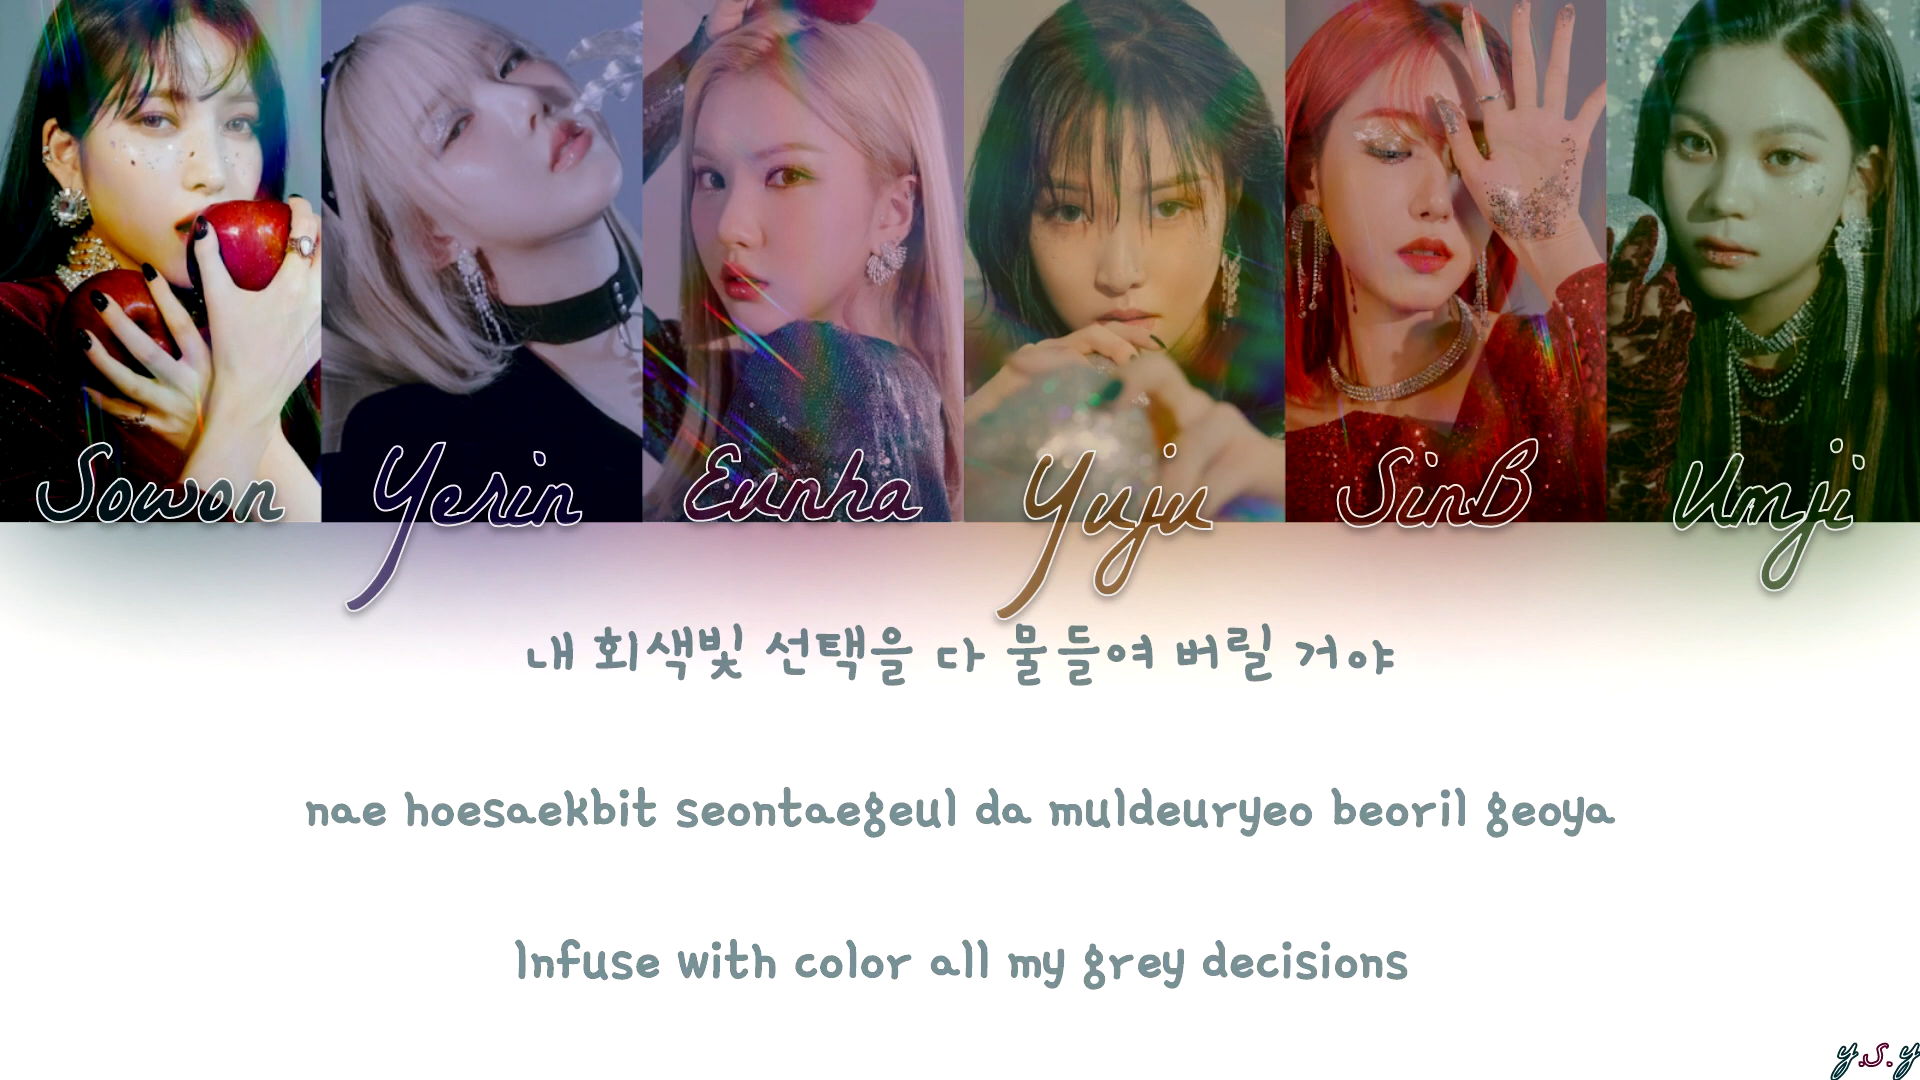 Sowon Yerin Eunha Yuju SinB Umji
내 회색빛 선택을 다 물들여 버릴 거야
nae hoesaekbit seontaegeul da muldeuryeo beoril geoya
Infuse with color all my grey decisions
y.s.y